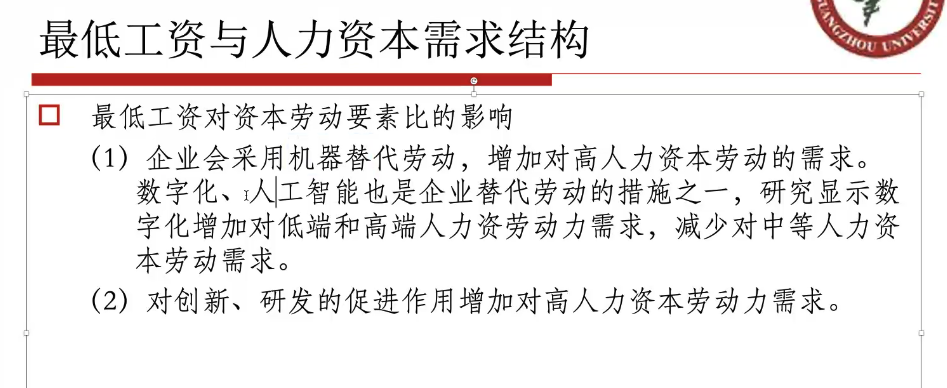 最低工资与人力资本需求结构
GUANGZHOU UNIVERSITY
最低工资对资本劳动要素比的影响
（1）企业会采用机器替代劳动，增加对高人力资本劳动的需求。
数字化、人工智能也是企业替代劳动的措施之一，研究显示数
字化增加对低端和高端人力资劳动力需求，减少对中等人力资
本劳动需求。
（2）对创新、研发的促进作用增加对高人力资本劳动力需求。